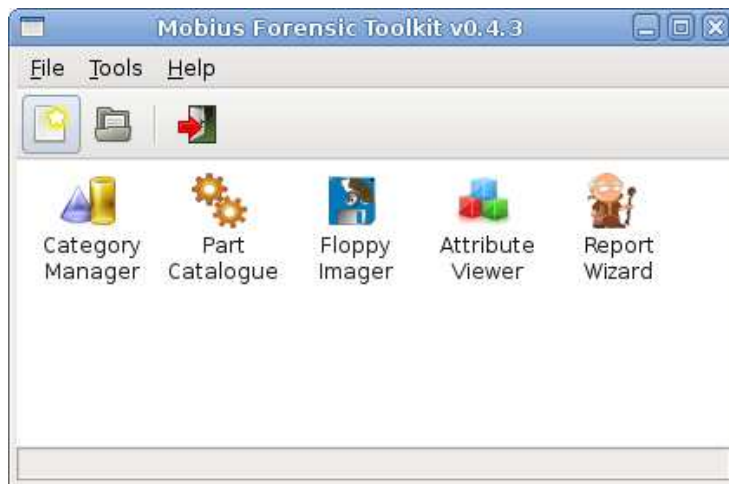 Mobius Forensic Toolkit v0.4.3
File Tools Help
Category Manager
Part Catalogue
Floppy Imager
Attribute Viewer
Report Wizard